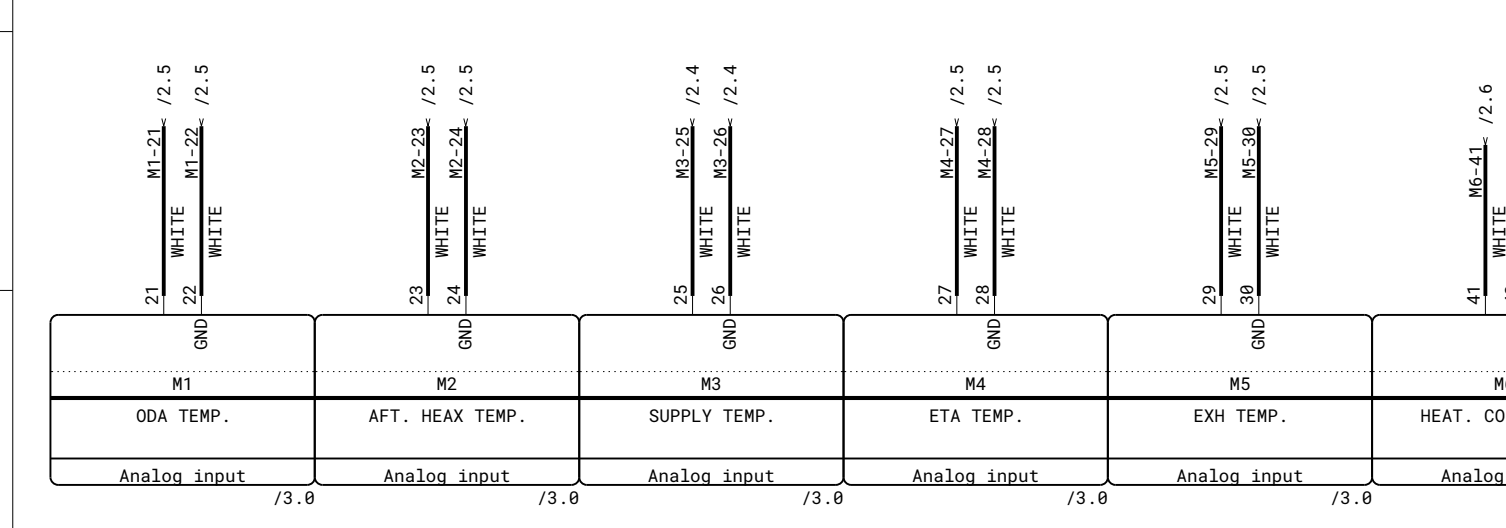 /2.5 /2.5 /2.5 /2.5 /2.4 /2.4 /2.5 /2.5 /2.5 /2.5 /2.6
M1-21 M1-22 M2-23 M2-24 M3-25 M3-26 M4-27 M4-28 M5-29 M5-30 M6-41
WHITE WHITE WHITE WHITE WHITE WHITE WHITE WHITE WHITE WHITE WHITE
21 22 23 24 25 26 27 28 29 30 41
GND GND GND GND GND
M1 M2 M3 M4 M5
ODA TEMP. AFT. HEAX TEMP. SUPPLY TEMP. ETA TEMP. EXH TEMP. HEAT. CO
Analog input Analog input Analog input Analog input Analog input Analog
/3.0 /3.0 /3.0 /3.0 /3.0